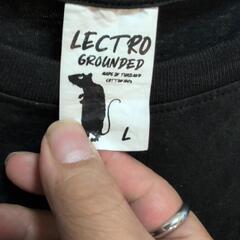 LECTRO
GROUNDED
MADE IN THAILAND
COTTON 100%
L